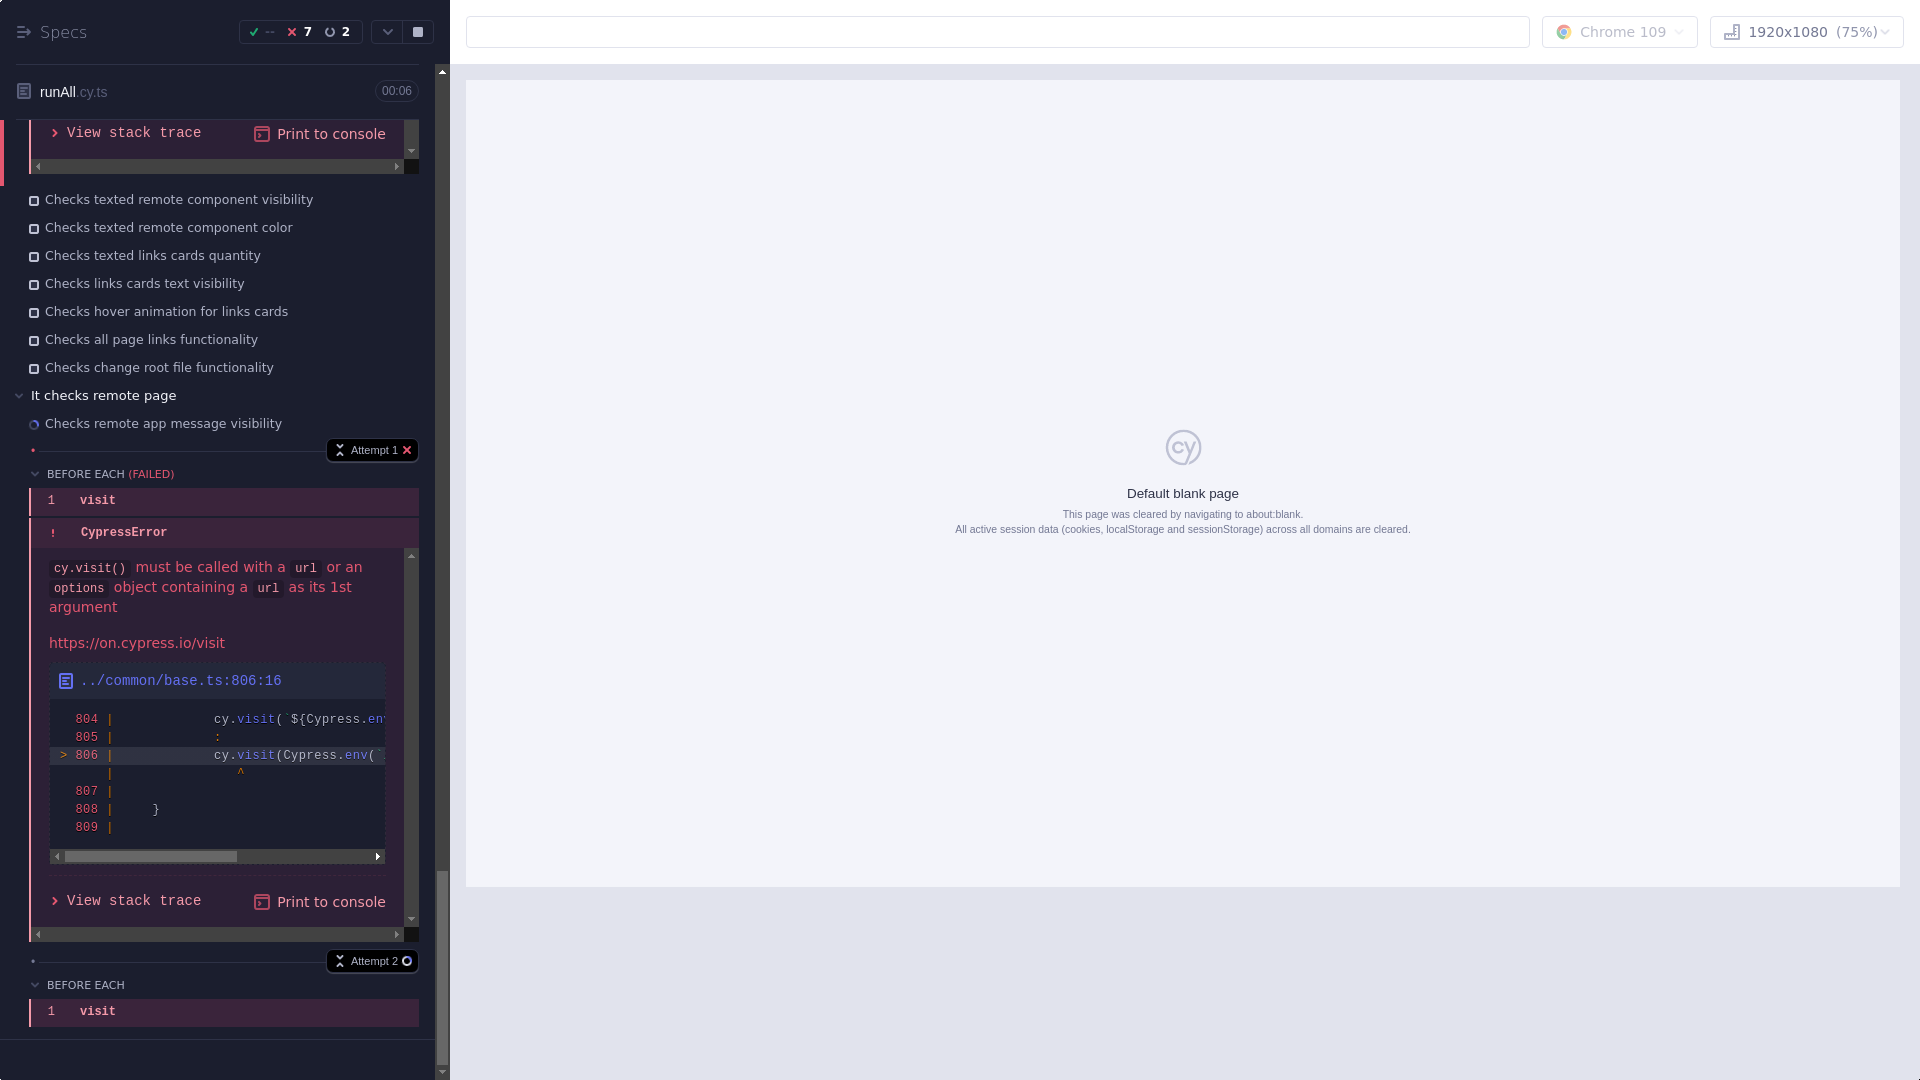 Specs
-- 7 2
Chrome 109
1920x1080 (75%)
runAll.cy.ts
00:06
View stack trace
Print to console
Checks texted remote component visibility
Checks texted remote component color
Checks texted links cards quantity
Checks links cards text visibility
Checks hover animation for links cards
Checks all page links functionality
Checks change root file functionality
It checks remote page
Checks remote app message visibility
Attempt 1
BEFORE EACH (FAILED)
1 visit
! CypressError
cy.visit() must be called with a url or an
options object containing a url as its 1st
argument
https://on.cypress.io/visit
../common/base.ts:806:16
804 | cy.visit(`${Cypress.env
805 | :
> 806 | cy.visit(Cypress.env(`
| ^
807 |
808 | }
809 |
View stack trace
Print to console
Attempt 2
BEFORE EACH
1 visit
cy
Default blank page
This page was cleared by navigating to about:blank.
All active session data (cookies, localStorage and sessionStorage) across all domains are cleared.